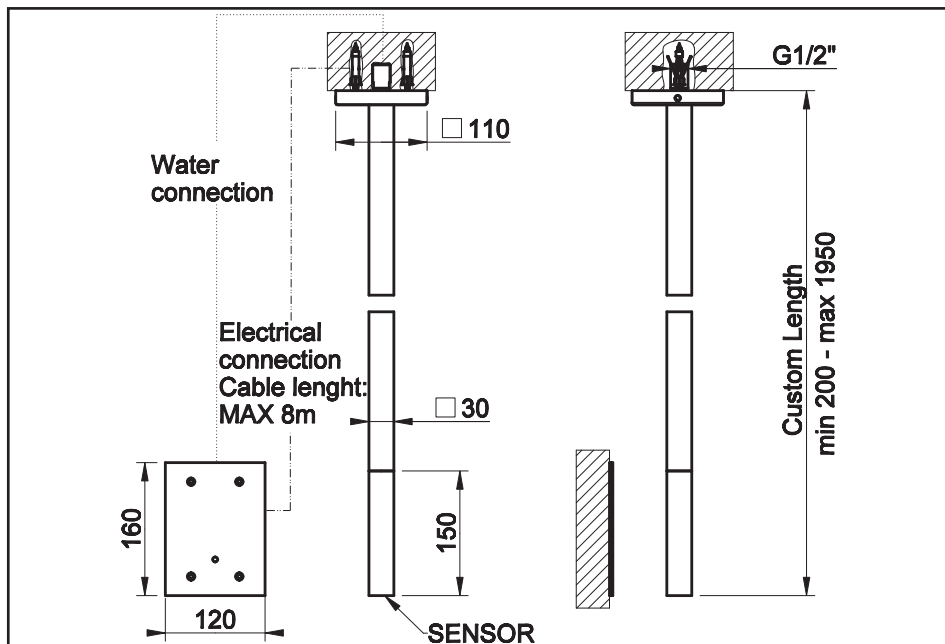 G1/2"
□ 110
Water
connection
Custom Length
min 200 - max 1950
Electrical
connection
Cable lenght:
MAX 8m
□ 30
160
150
120
SENSOR